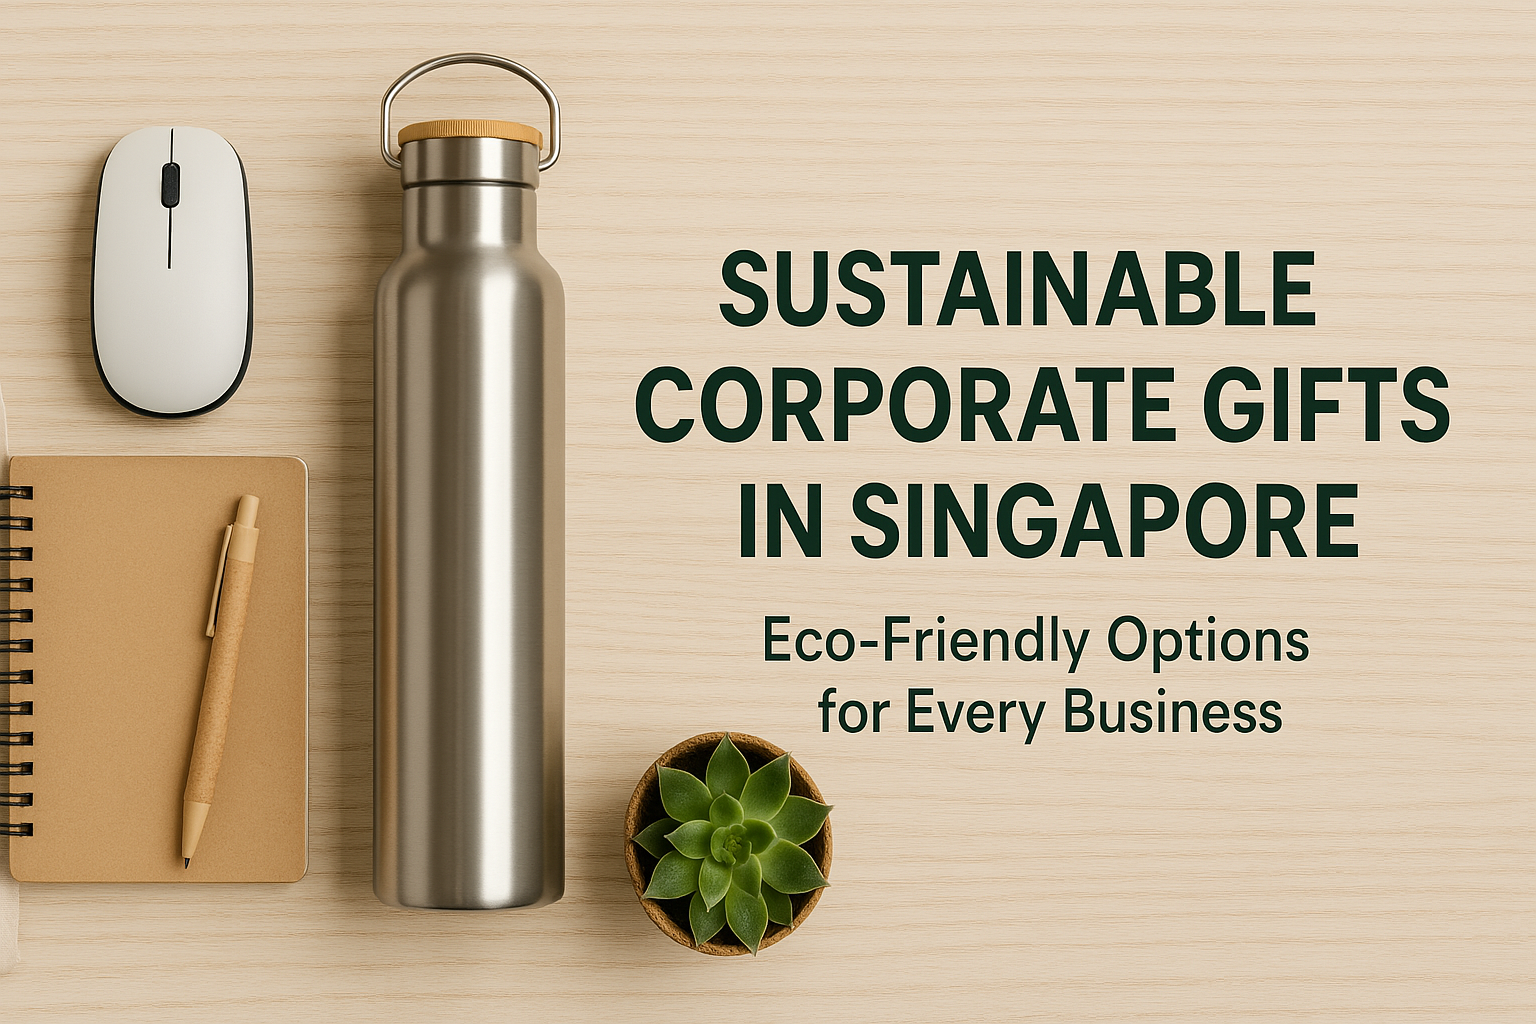 SUSTAINABLE
CORPORATE GIFTS
IN SINGAPORE
Eco-Friendly Options
for Every Business